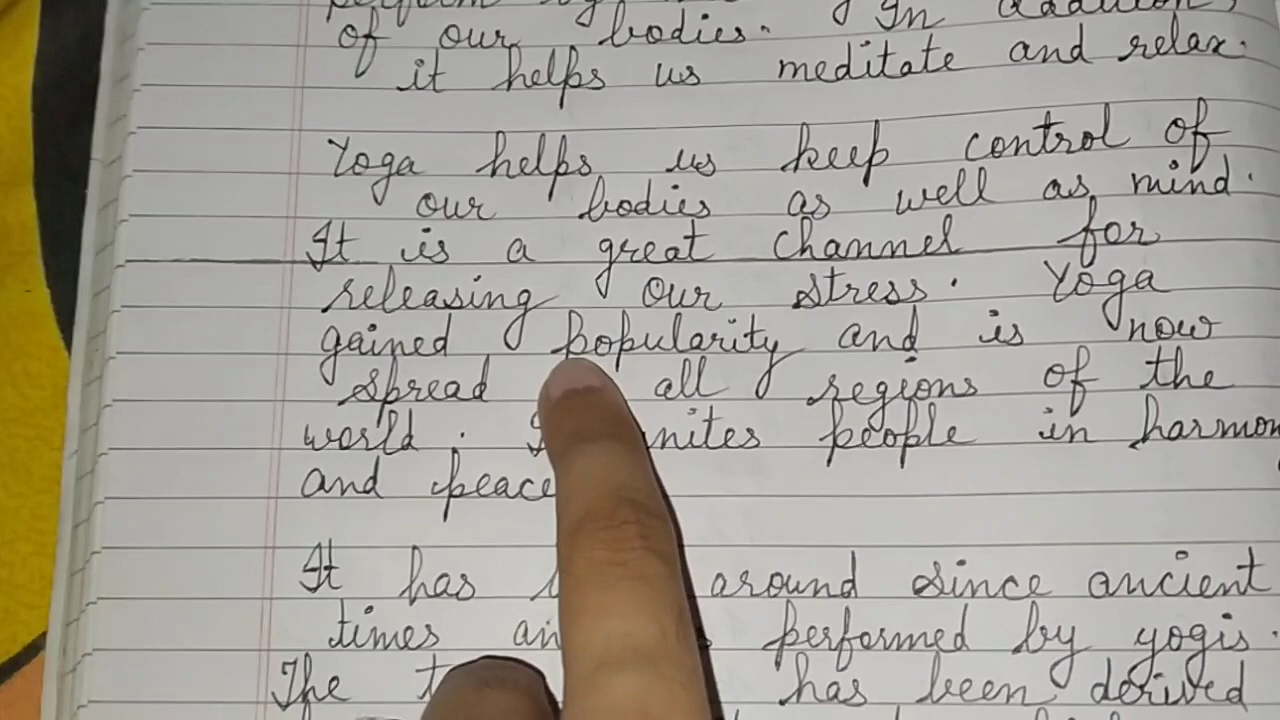 of our bodies. In addition,
it helps us meditate and relax.
Yoga helps us keep control of
our bodies as well as mind.
It is a great channel for
releasing our stress. Yoga
gained popularity and is now
spread all regions of the
world. nites people in harmon
and peace
It has around since ancient
times an performed by yogis.
The t has been derived